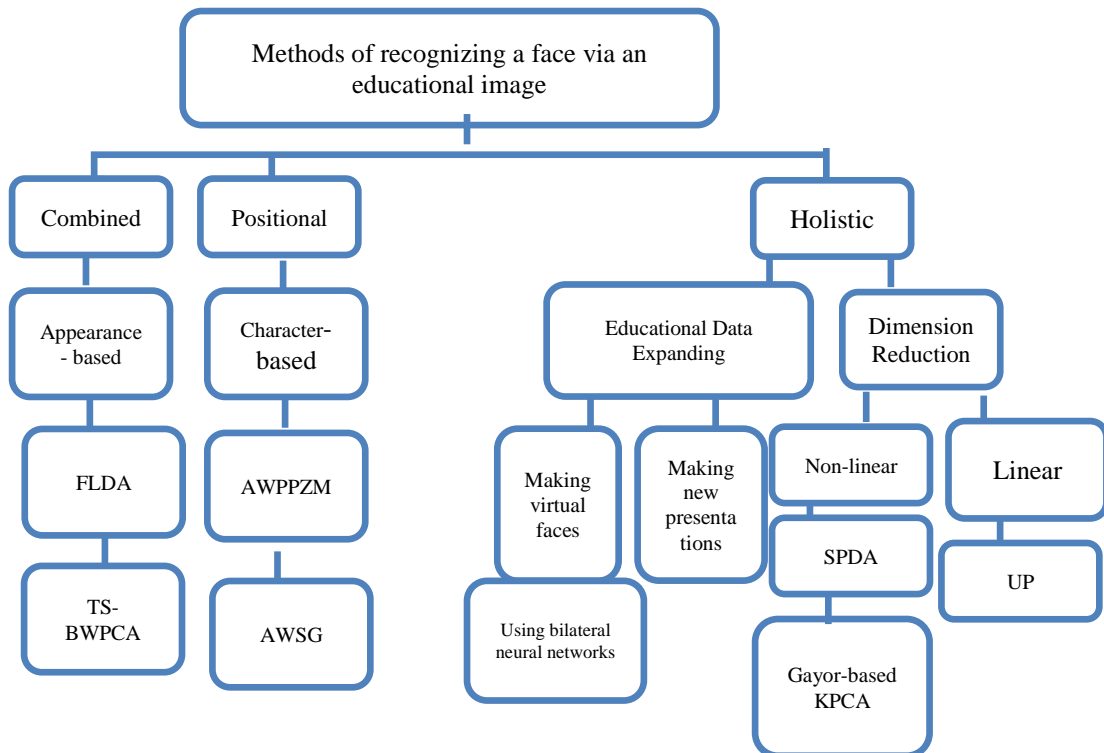 Methods of recognizing a face via an
educational image
Combined
Positional
Holistic
Appearance
- based
Character-
based
Educational Data
Expanding
Dimension
Reduction
FLDA
AWPPZM
Making
virtual
faces
Making
new
presenta
tions
Non-linear
Linear
TS-
BWPCA
AWSG
Using bilateral
neural networks
SPDA
UP
Gayor-based
KPCA